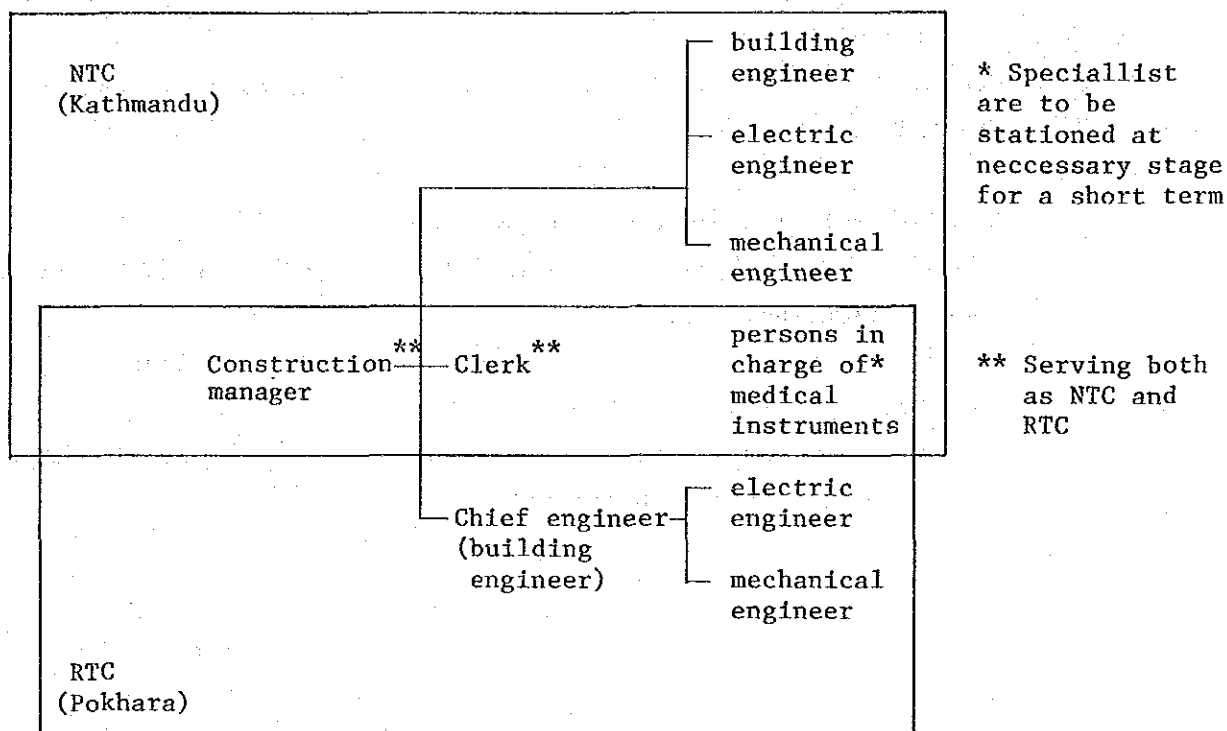 NTC
(Kathmandu)
building
engineer
electric
engineer
mechanical
engineer
* Speciallist
are to be
stationed at
neccessary stage
for a short term
Construction**
manager
Clerk**
persons in
charge of*
medical
instruments
** Serving both
as NTC and
RTC
Chief engineer
(building
engineer)
electric
engineer
mechanical
engineer
RTC
(Pokhara)